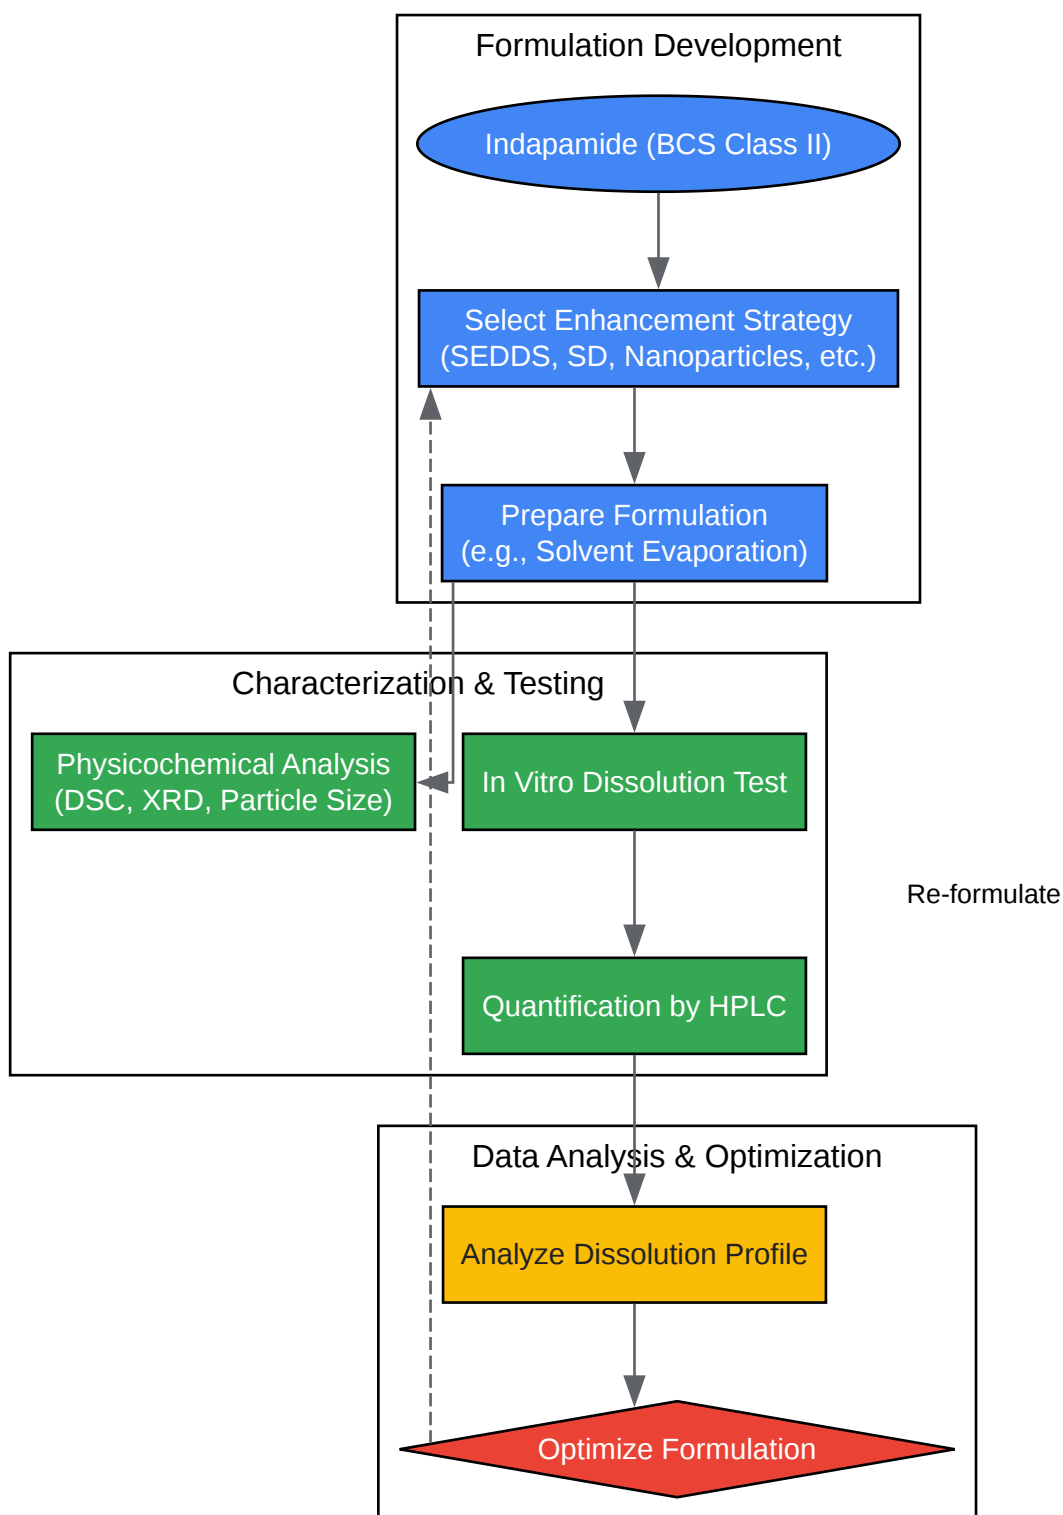 Formulation Development
Indapamide (BCS Class II)
Select Enhancement Strategy
(SEDDS, SD, Nanoparticles, etc.)
Prepare Formulation
(e.g., Solvent Evaporation)
Characterization & Testing
Physicochemical Analysis
(DSC, XRD, Particle Size)
In Vitro Dissolution Test
Re-formulate
Quantification by HPLC
Data Analysis & Optimization
Analyze Dissolution Profile
Optimize Formulation